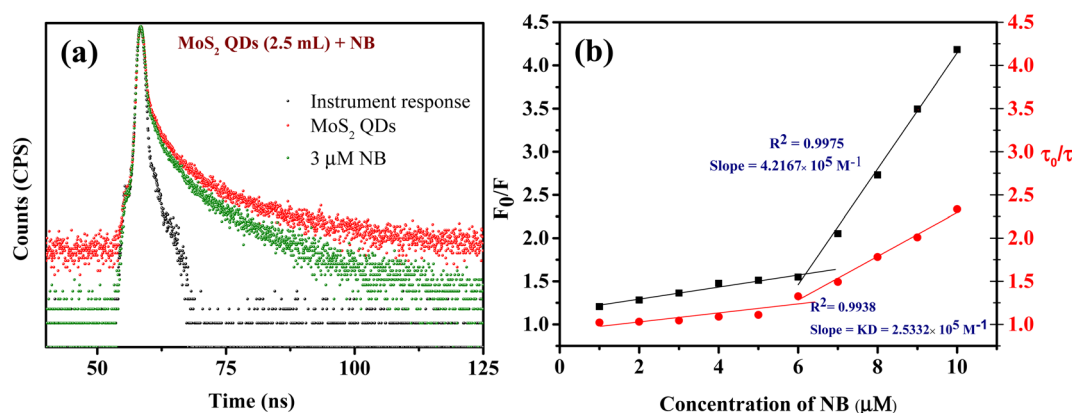 (a)
MoS₂ QDs (2.5 mL) + NB
Instrument response
MoS₂ QDs
3 μM NB
Counts (CPS)
50 75 100 125
Time (ns)
(b)
4.5
4.0
3.5
3.0
2.5
2.0
1.5
1.0
F₀/F
R² = 0.9975
Slope = 4.2167× 10⁵ M⁻¹
R²= 0.9938
Slope = KD = 2.5332× 10⁵ M⁻¹
4.5
4.0
3.5
3.0
2.5
2.0
1.5
1.0
τ₀/τ
0 2 4 6 8 10
Concentration of NB (μM)